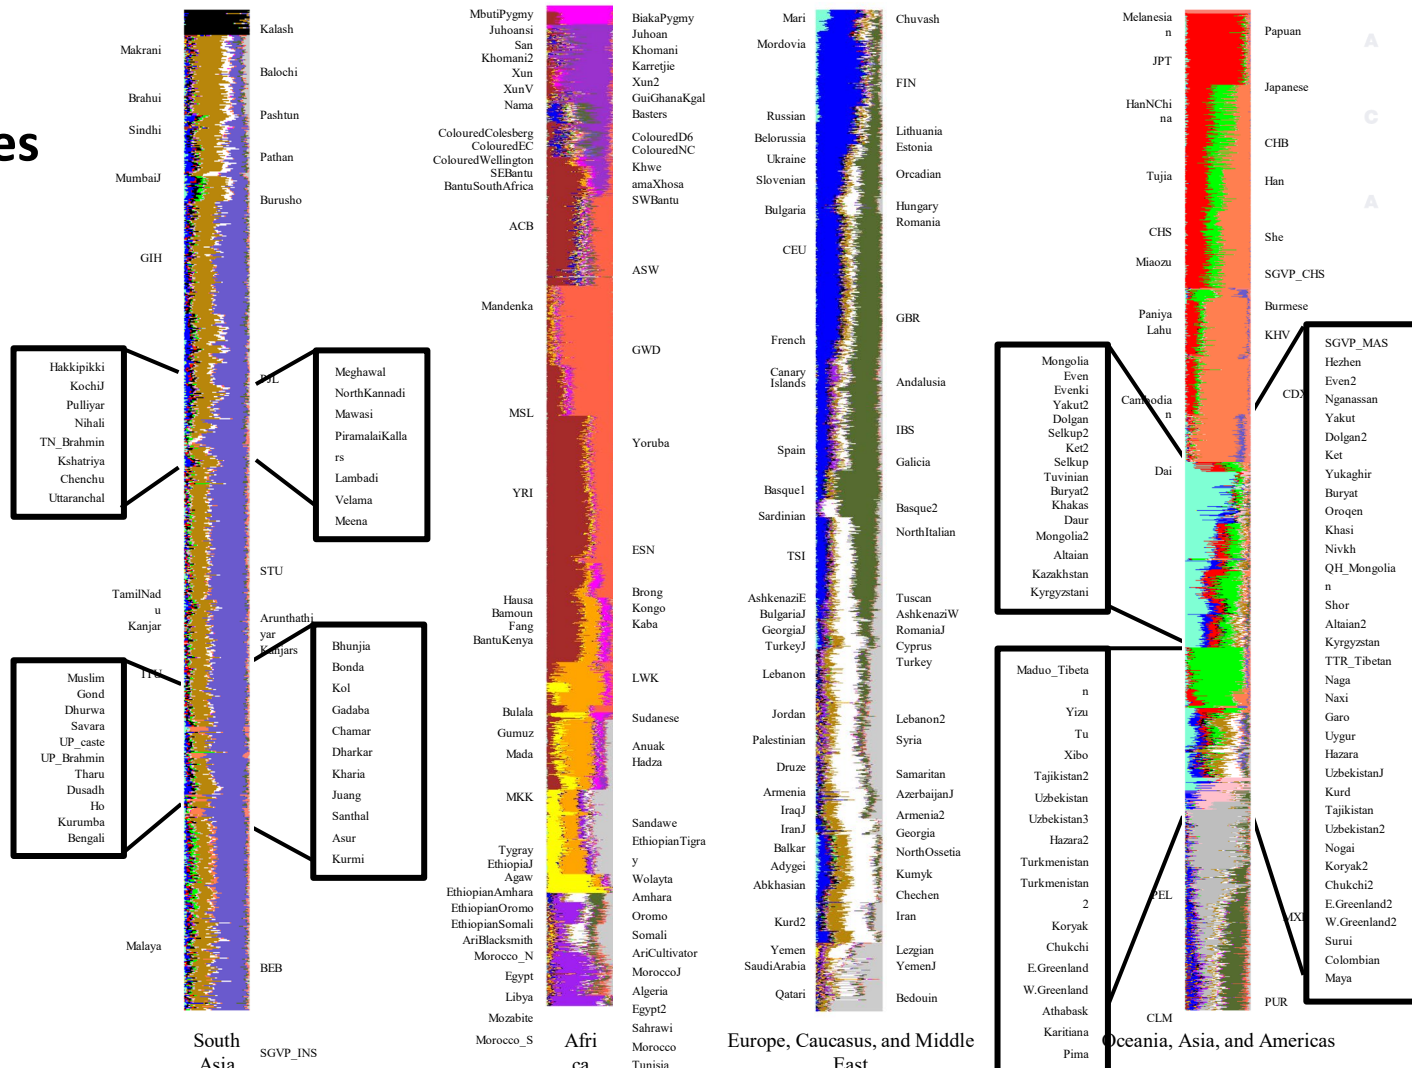 es
Kalash
Makrani
Balochi
Brahui
Pashtun
Sindhi
Pathan
MumbaiJ
Burusho
GIH
PJL
Hakkipikki
KochiJ
Pulliyar
Nihali
TN_Brahmin
Kshatriya
Chenchu
Uttaranchal
Meghawal
NorthKannadi
Mawasi
PiramalaiKalla
rs
Lambadi
Velama
Meena
STU
TamilNad
u
Kanjar
Arunthathi
yar
Kanjars
ITU
Muslim
Gond
Dhurwa
Savara
UP_caste
UP_Brahmin
Tharu
Dusadh
Ho
Kurumba
Bengali
Bhunjia
Bonda
Kol
Gadaba
Chamar
Dharkar
Kharia
Juang
Santhal
Asur
Kurmi
Malaya
BEB
SGVP_INS
South
Asia
MbutiPygmy
Juhoansi
San
Khomani2
Xun
XunV
Nama
ColouredColesberg
ColouredEC
ColouredWellington
SEBantu
BantuSouthAfrica
ACB
Mandenka
MSL
YRI
Hausa
Bamoun
Fang
BantuKenya
Bulala
Gumuz
Mada
MKK
Tygray
EthiopiaJ
Agaw
EthiopianAmhara
EthiopianOromo
EthiopianSomali
AriBlacksmith
Morocco_N
Egypt
Libya
Mozabite
Morocco_S
BiakaPygmy
Juhoan
Khomani
Karretjie
Xun2
GuiGhanaKgal
Basters
ColouredD6
ColouredNC
Khwe
amaXhosa
SWBantu
ASW
GWD
Yoruba
ESN
Brong
Kongo
Kaba
LWK
Sudanese
Anuak
Hadza
Sandawe
EthiopianTigra
y
Wolayta
Amhara
Oromo
Somali
AriCultivator
MoroccoJ
Algeria
Egypt2
Sahrawi
Morocco
Tunisia
Afri
ca
Mari
Mordovia
Russian
Belorussia
Ukraine
Slovenian
Bulgaria
CEU
French
Canary
Islands
Spain
Basque1
Sardinian
TSI
AshkenaziE
BulgariaJ
GeorgiaJ
TurkeyJ
Lebanon
Jordan
Palestinian
Druze
Armenia
IraqJ
IranJ
Balkar
Adygei
Abkhasian
Kurd2
Yemen
SaudiArabia
Qatari
Chuvash
FIN
Lithuania
Estonia
Orcadian
Hungary
Romania
GBR
Andalusia
IBS
Galicia
Basque2
NorthItalian
Tuscan
AshkenaziW
RomaniaJ
Cyprus
Turkey
Lebanon2
Syria
Samaritan
AzerbaijanJ
Armenia2
Georgia
NorthOssetia
Kumyk
Chechen
Iran
Lezgian
YemenJ
Bedouin
Europe, Caucasus, and Middle
East
Melanesia
n
JPT
HanNChi
na
Tujia
CHS
Miaozu
Paniya
Lahu
Cambodia
n
Dai
Papuan
Japanese
CHB
Han
She
SGVP_CHS
Burmese
KHV
CDX
Mongolia
Even
Evenki
Yakut2
Dolgan
Selkup2
Ket2
Selkup
Tuvinian
Buryat2
Khakas
Daur
Mongolia2
Altaian
Kazakhstan
Kyrgyzstani
Maduo_Tibeta
n
Yizu
Tu
Xibo
Tajikistan2
Uzbekistan
Uzbekistan3
Hazara2
Turkmenistan
Turkmenistan
2
Koryak
Chukchi
E.Greenland
W.Greenland
Athabask
Karitiana
Pima
SGVP_MAS
Hezhen
Even2
Nganassan
Yakut
Dolgan2
Ket
Yukaghir
Buryat
Oroqen
Khasi
Nivkh
QH_Mongolia
n
Shor
Altaian2
Kyrgyzstan
TTR_Tibetan
Naga
Naxi
Garo
Uygur
Hazara
UzbekistanJ
Kurd
Tajikistan
Uzbekistan2
Nogai
Koryak2
Chukchi2
E.Greenland2
W.Greenland2
Surui
Colombian
Maya
PEL
CLM
PUR
Oceania, Asia, and Americas
A
C
A